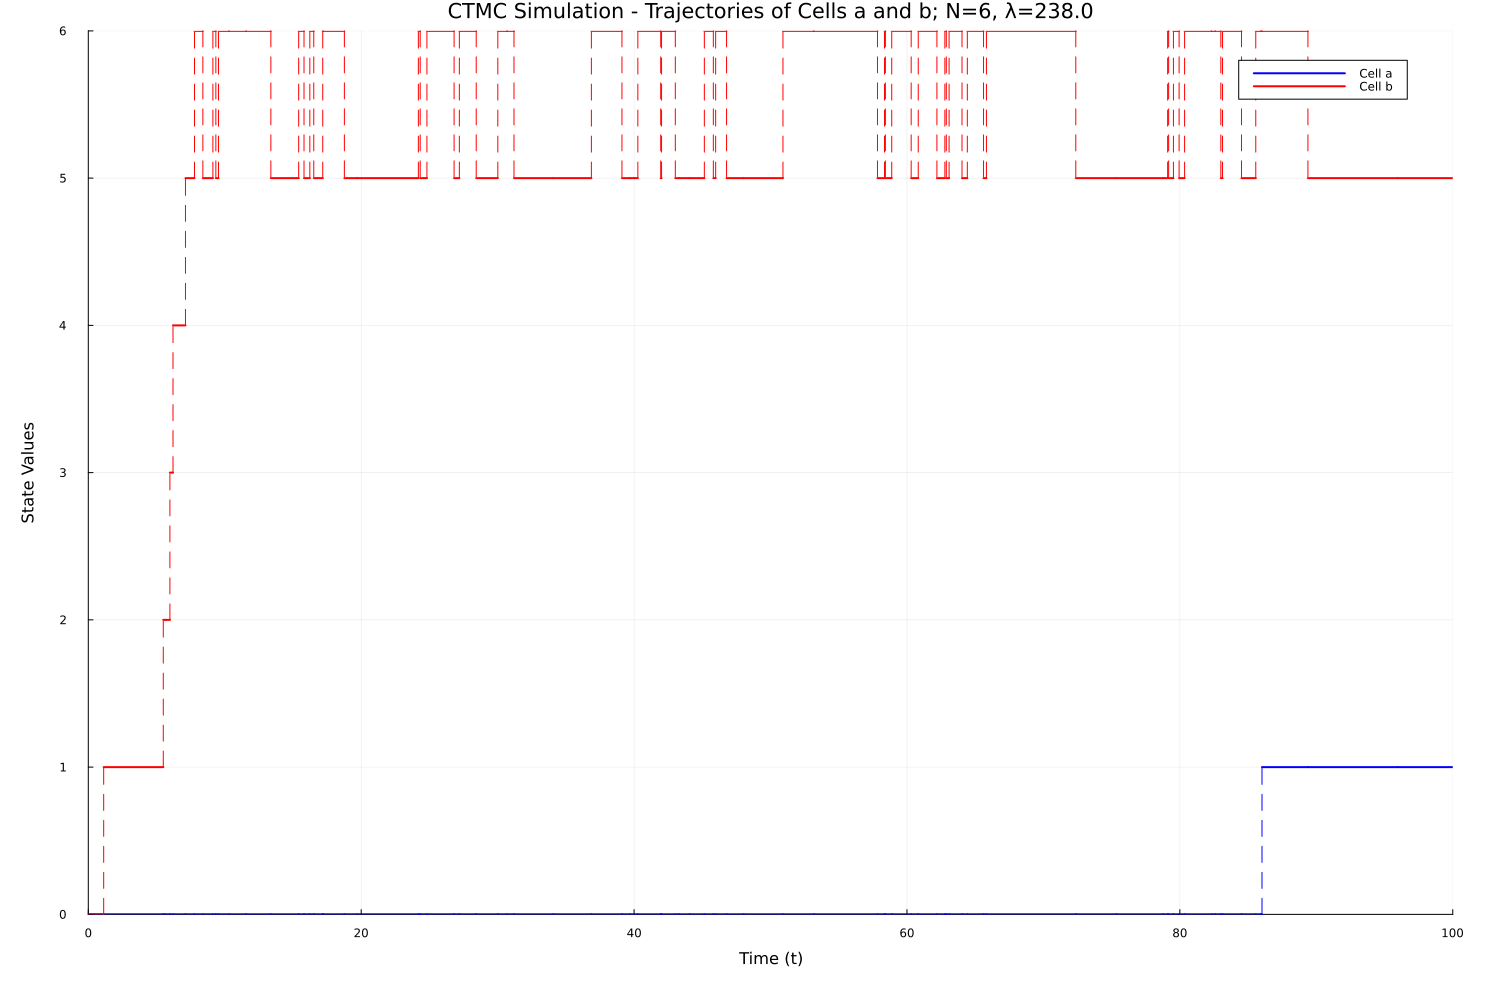 CTMC Simulation - Trajectories of Cells a and b; N=6, λ=238.0
6
Cell a
Cell b
5
4
State Values
3
2
1
0
0 20 40 60 80 100
Time (t)